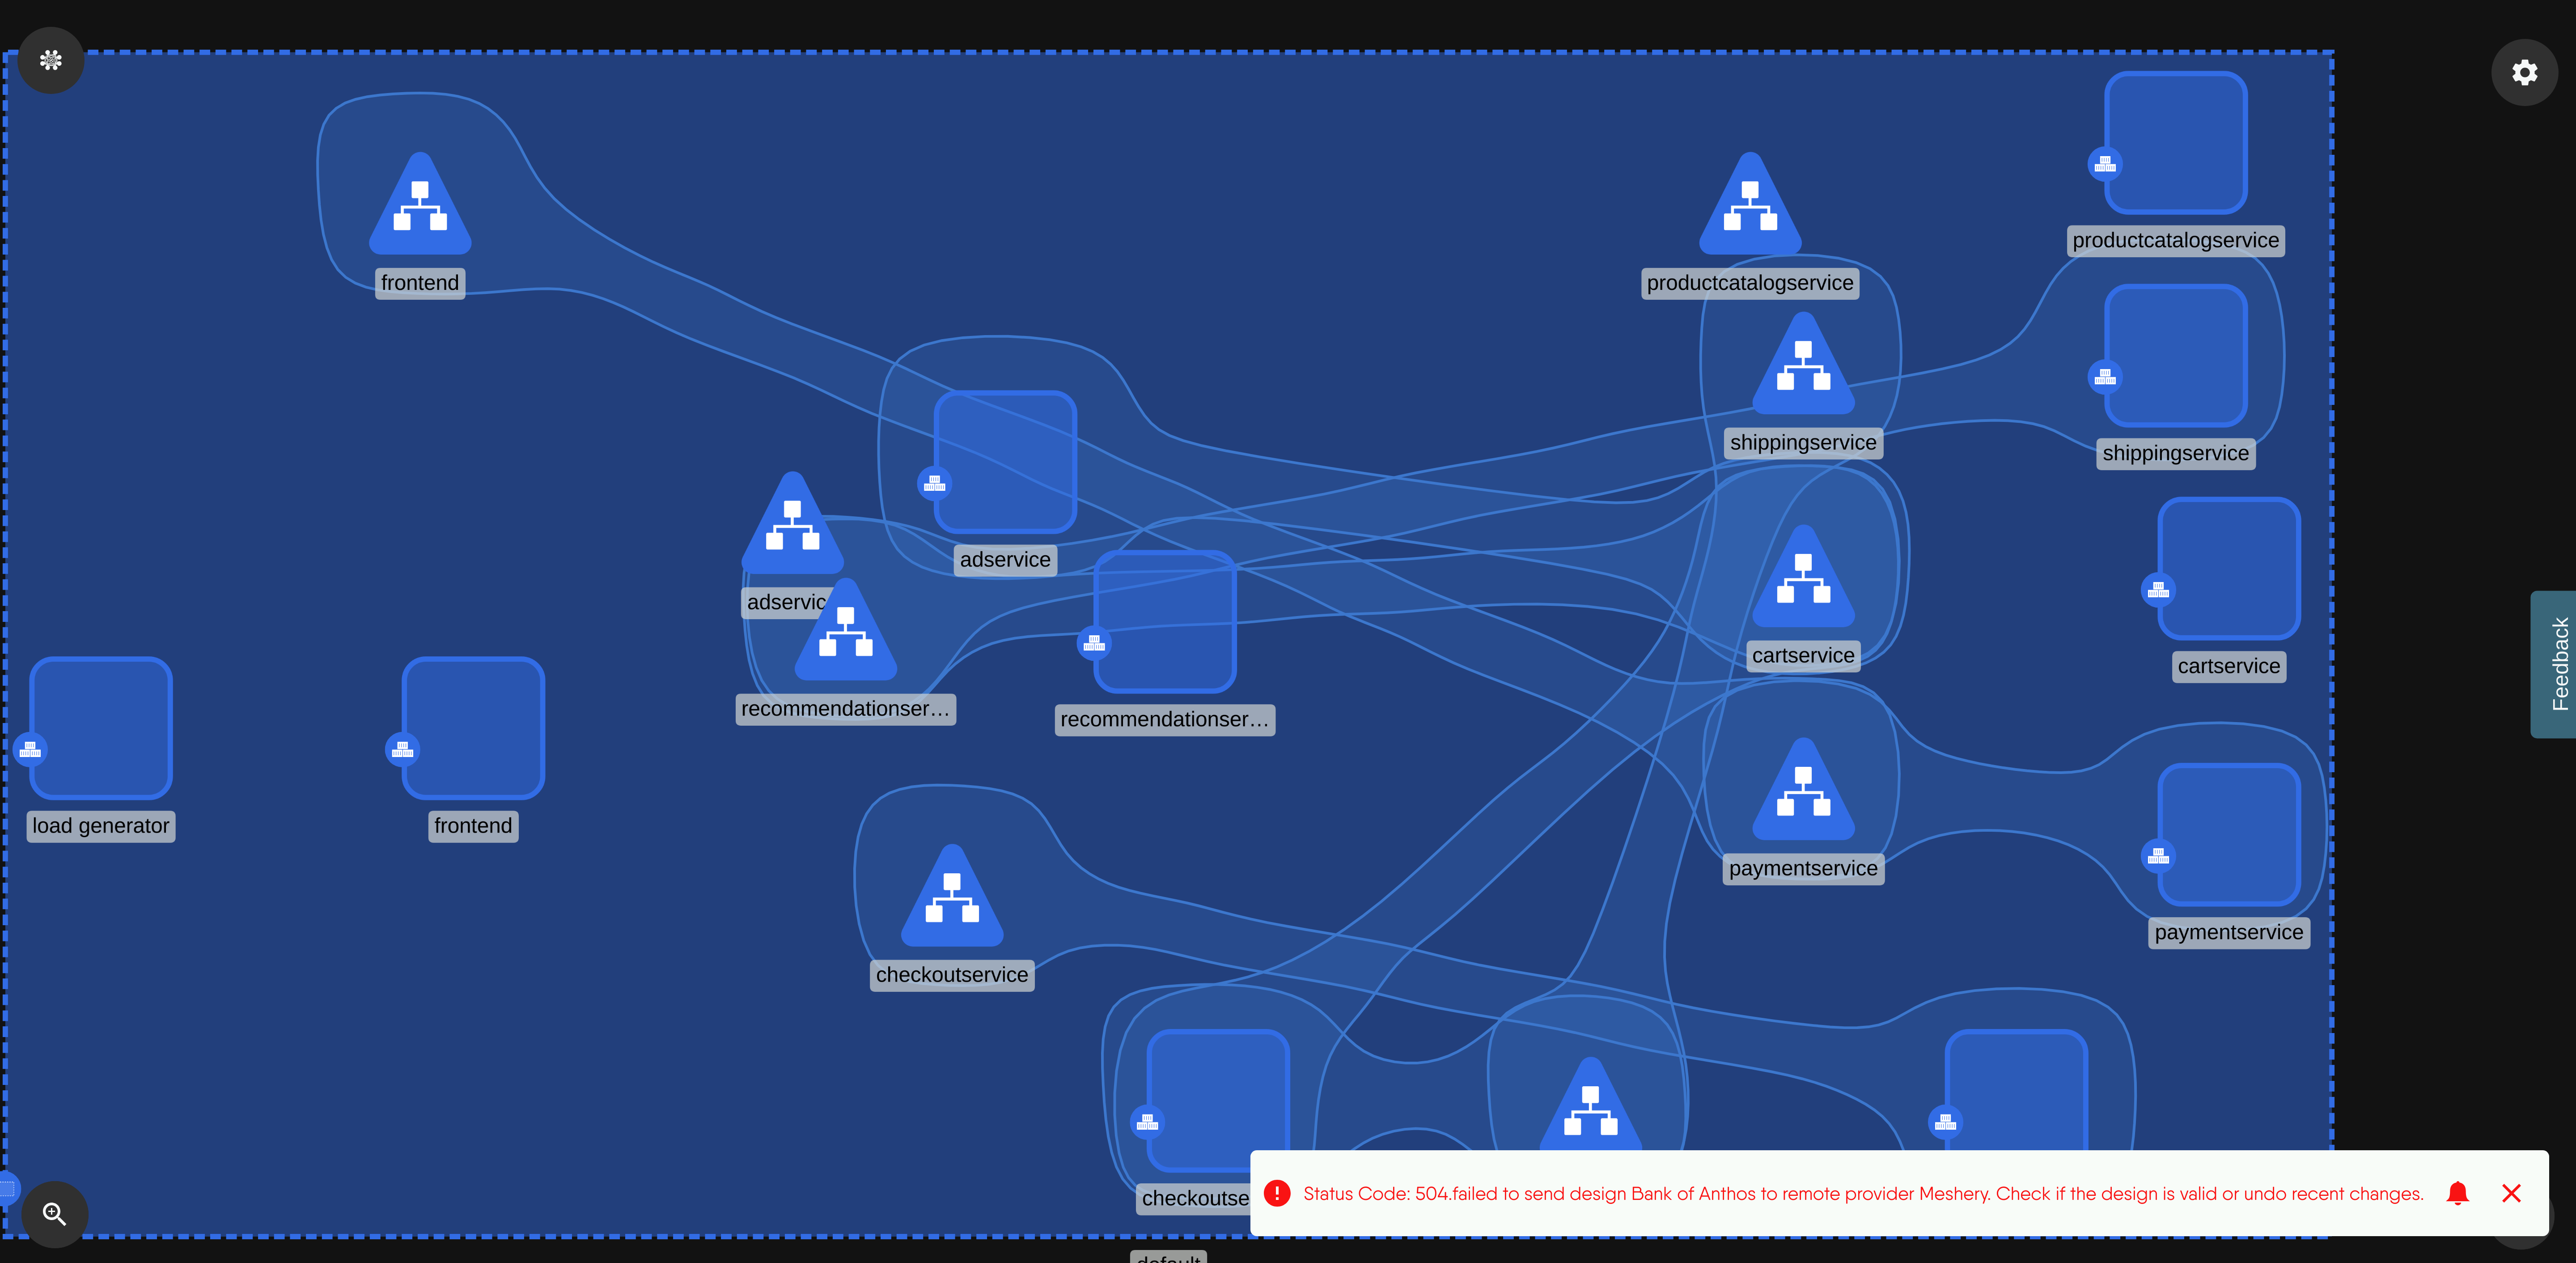 productcatalogservice
frontend
productcatalogservice
shippingservice
shippingservice
adservice
adservic
cartservice
cartservice
recommendationser…
recommendationser…
load generator
frontend
paymentservice
paymentservice
checkoutservice
checkoutse
Status Code: 504.failed to send design Bank of Anthos to remote provider Meshery. Check if the design is valid or undo recent changes.
default
Feedback